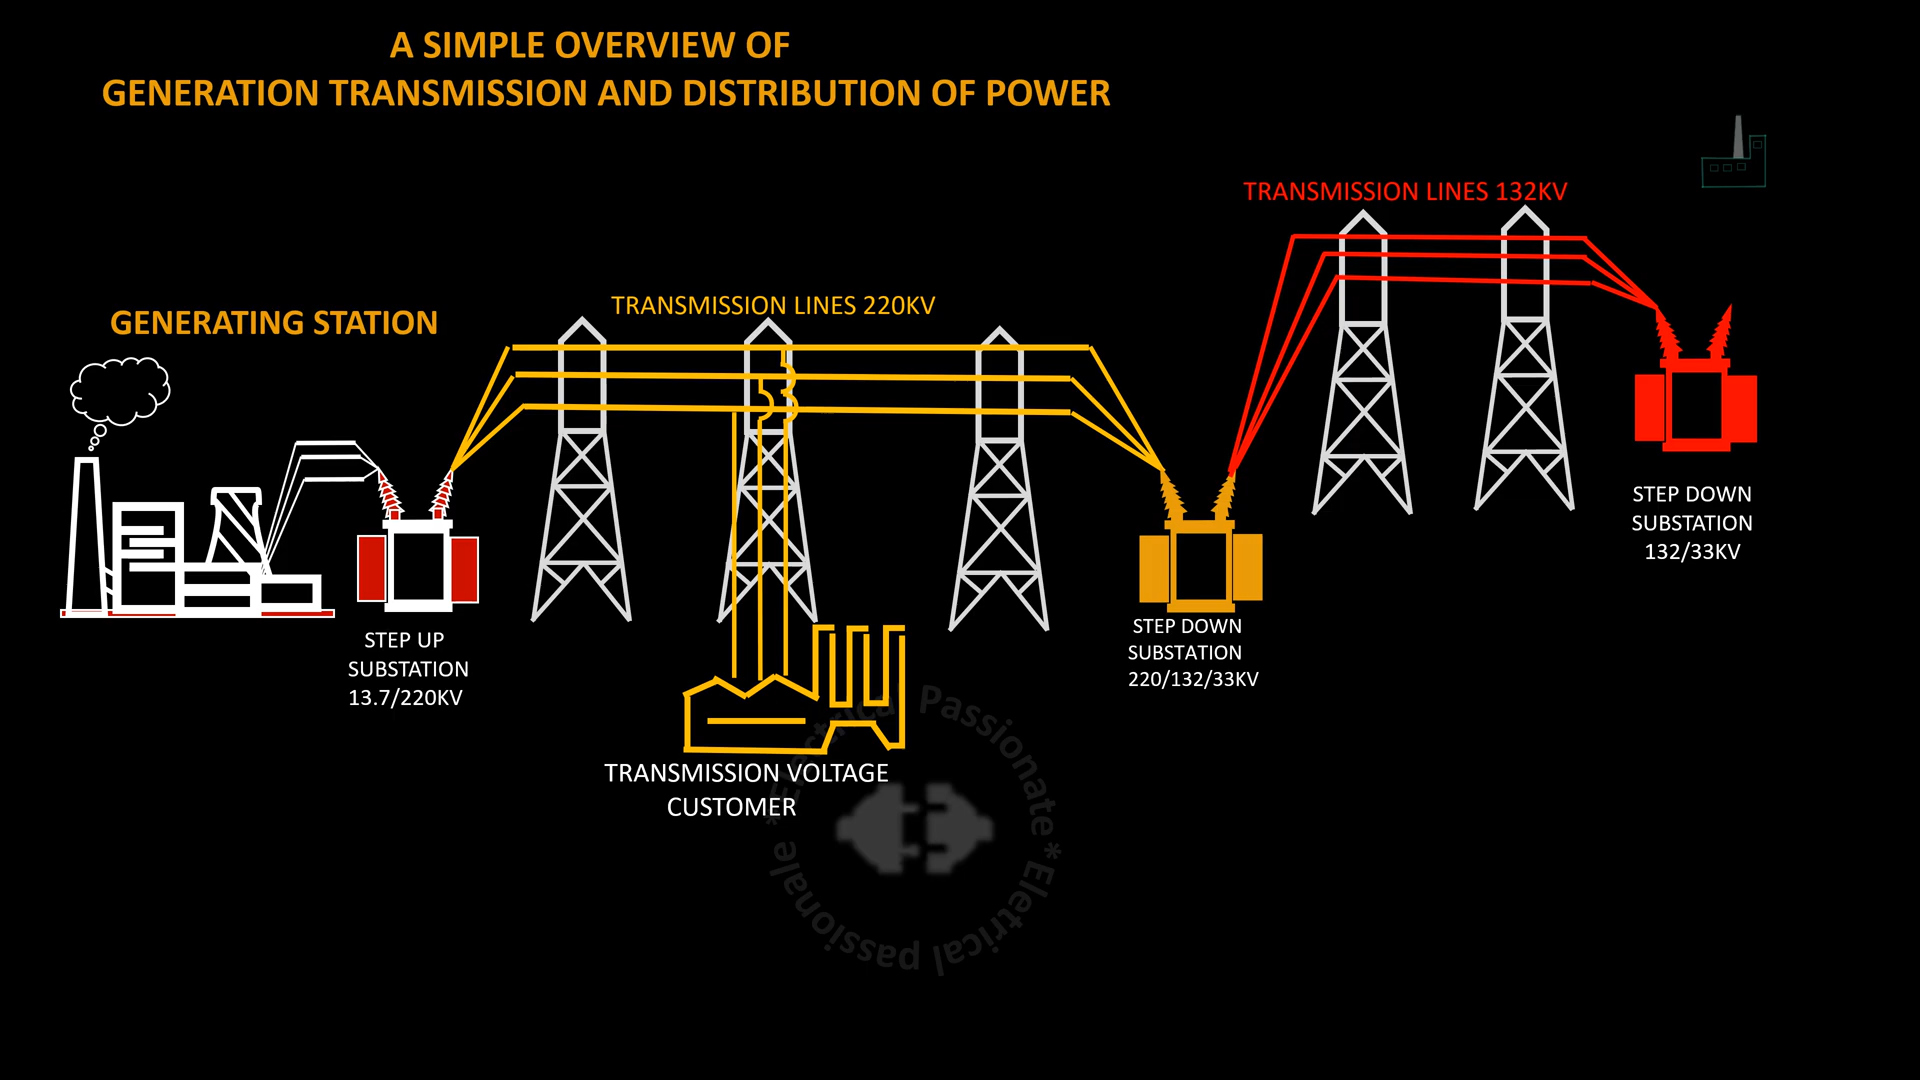 A SIMPLE OVERVIEW OF
GENERATION TRANSMISSION AND DISTRIBUTION OF POWER
TRANSMISSION LINES 132KV
TRANSMISSION LINES 220KV
GENERATING STATION
STEP DOWN
SUBSTATION
132/33KV
STEP UP
SUBSTATION
13.7/220KV
STEP DOWN
SUBSTATION
220/132/33KV
TRANSMISSION VOLTAGE
CUSTOMER
Electrical Passionate*Eletrical passionale*